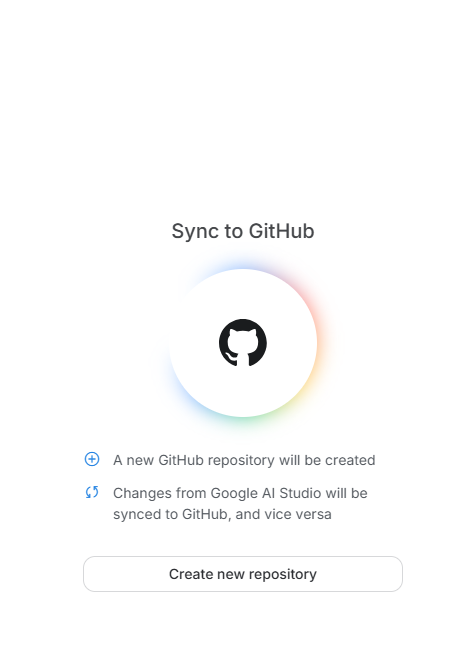 Sync to GitHub
A new GitHub repository will be created
Changes from Google AI Studio will be
synced to GitHub, and vice versa
Create new repository